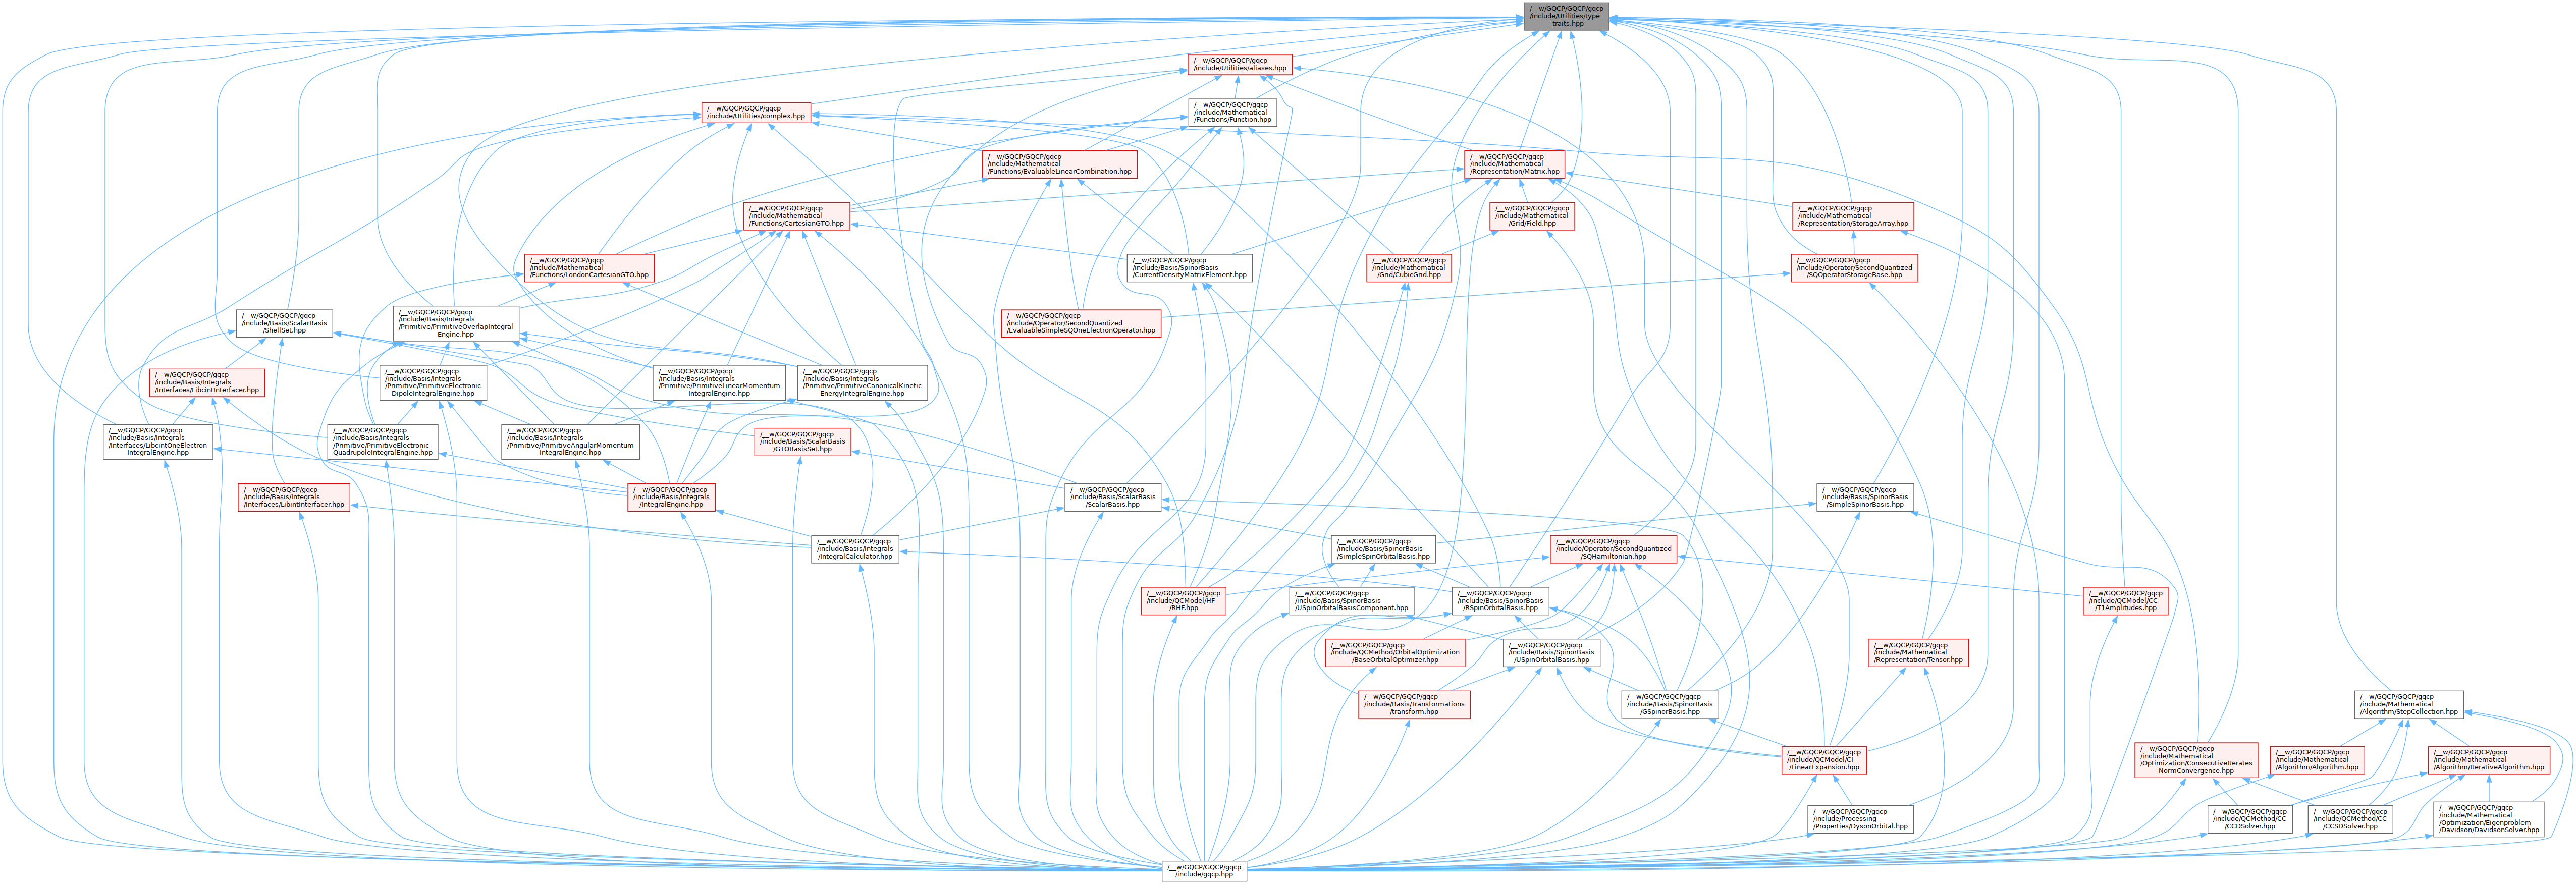 /__w/GQCP/GQCP/gqcp
/include/Utilities/type
_traits.hpp
/__w/GQCP/GQCP/gqcp
/include/Utilities/aliases.hpp
/__w/GQCP/GQCP/gqcp
/include/Utilities/complex.hpp
/__w/GQCP/GQCP/gqcp
/include/Mathematical
/Functions/Function.hpp
/__w/GQCP/GQCP/gqcp
/include/Mathematical
/Functions/EvaluableLinearCombination.hpp
/__w/GQCP/GQCP/gqcp
/include/Mathematical
/Representation/Matrix.hpp
/__w/GQCP/GQCP/gqcp
/include/Mathematical
/Functions/CartesianGTO.hpp
/__w/GQCP/GQCP/gqcp
/include/Mathematical
/Grid/Field.hpp
/__w/GQCP/GQCP/gqcp
/include/Mathematical
/Representation/StorageArray.hpp
/__w/GQCP/GQCP/gqcp
/include/Mathematical
/Functions/LondonCartesianGTO.hpp
/__w/GQCP/GQCP/gqcp
/include/Basis/SpinorBasis
/CurrentDensityMatrixElement.hpp
/__w/GQCP/GQCP/gqcp
/include/Mathematical
/Grid/CubicGrid.hpp
/__w/GQCP/GQCP/gqcp
/include/Operator/SecondQuantized
/SQOperatorStorageBase.hpp
/__w/GQCP/GQCP/gqcp
/include/Basis/ScalarBasis
/ShellSet.hpp
/__w/GQCP/GQCP/gqcp
/include/Basis/Integrals
/Primitive/PrimitiveOverlapIntegral
Engine.hpp
/__w/GQCP/GQCP/gqcp
/include/Operator/SecondQuantized
/EvaluableSimpleSQOneElectronOperator.hpp
/__w/GQCP/GQCP/gqcp
/include/Basis/Integrals
/Interfaces/LibcintInterfacer.hpp
/__w/GQCP/GQCP/gqcp
/include/Basis/Integrals
/Primitive/PrimitiveElectronic
DipoleIntegralEngine.hpp
/__w/GQCP/GQCP/gqcp
/include/Basis/Integrals
/Primitive/PrimitiveLinearMomentum
IntegralEngine.hpp
/__w/GQCP/GQCP/gqcp
/include/Basis/Integrals
/Primitive/PrimitiveCanonicalKinetic
EnergyIntegralEngine.hpp
/__w/GQCP/GQCP/gqcp
/include/Basis/Integrals
/Interfaces/LibcintOneElectron
IntegralEngine.hpp
/__w/GQCP/GQCP/gqcp
/include/Basis/Integrals
/Primitive/PrimitiveElectronic
QuadrupoleIntegralEngine.hpp
/__w/GQCP/GQCP/gqcp
/include/Basis/Integrals
/Primitive/PrimitiveAngularMomentum
IntegralEngine.hpp
/__w/GQCP/GQCP/gqcp
/include/Basis/ScalarBasis
/GTOBasisSet.hpp
/__w/GQCP/GQCP/gqcp
/include/Basis/Integrals
/Interfaces/LibintInterfacer.hpp
/__w/GQCP/GQCP/gqcp
/include/Basis/Integrals
/IntegralEngine.hpp
/__w/GQCP/GQCP/gqcp
/include/Basis/ScalarBasis
/ScalarBasis.hpp
/__w/GQCP/GQCP/gqcp
/include/Basis/SpinorBasis
/SimpleSpinorBasis.hpp
/__w/GQCP/GQCP/gqcp
/include/Basis/Integrals
/IntegralCalculator.hpp
/__w/GQCP/GQCP/gqcp
/include/Basis/SpinorBasis
/SimpleSpinOrbitalBasis.hpp
/__w/GQCP/GQCP/gqcp
/include/Operator/SecondQuantized
/SQHamiltonian.hpp
/__w/GQCP/GQCP/gqcp
/include/QCModel/HF
/RHF.hpp
/__w/GQCP/GQCP/gqcp
/include/Basis/SpinorBasis
/USpinOrbitalBasisComponent.hpp
/__w/GQCP/GQCP/gqcp
/include/Basis/SpinorBasis
/RSpinOrbitalBasis.hpp
/__w/GQCP/GQCP/gqcp
/include/QCModel/CC
/T1Amplitudes.hpp
/__w/GQCP/GQCP/gqcp
/include/QCMethod/OrbitalOptimization
/BaseOrbitalOptimizer.hpp
/__w/GQCP/GQCP/gqcp
/include/Basis/SpinorBasis
/USpinOrbitalBasis.hpp
/__w/GQCP/GQCP/gqcp
/include/Mathematical
/Representation/Tensor.hpp
/__w/GQCP/GQCP/gqcp
/include/Basis/Transformations
/transform.hpp
/__w/GQCP/GQCP/gqcp
/include/Basis/SpinorBasis
/GSpinorBasis.hpp
/__w/GQCP/GQCP/gqcp
/include/Mathematical
/Algorithm/StepCollection.hpp
/__w/GQCP/GQCP/gqcp
/include/QCModel/CI
/LinearExpansion.hpp
/__w/GQCP/GQCP/gqcp
/include/Mathematical
/Optimization/ConsecutiveIterates
NormConvergence.hpp
/__w/GQCP/GQCP/gqcp
/include/Mathematical
/Algorithm/Algorithm.hpp
/__w/GQCP/GQCP/gqcp
/include/Mathematical
/Algorithm/IterativeAlgorithm.hpp
/__w/GQCP/GQCP/gqcp
/include/Processing
/Properties/DysonOrbital.hpp
/__w/GQCP/GQCP/gqcp
/include/QCMethod/CC
/CCDSolver.hpp
/__w/GQCP/GQCP/gqcp
/include/QCMethod/CC
/CCSDSolver.hpp
/__w/GQCP/GQCP/gqcp
/include/Mathematical
/Optimization/Eigenproblem
/Davidson/DavidsonSolver.hpp
/__w/GQCP/GQCP/gqcp
/include/gqcp.hpp